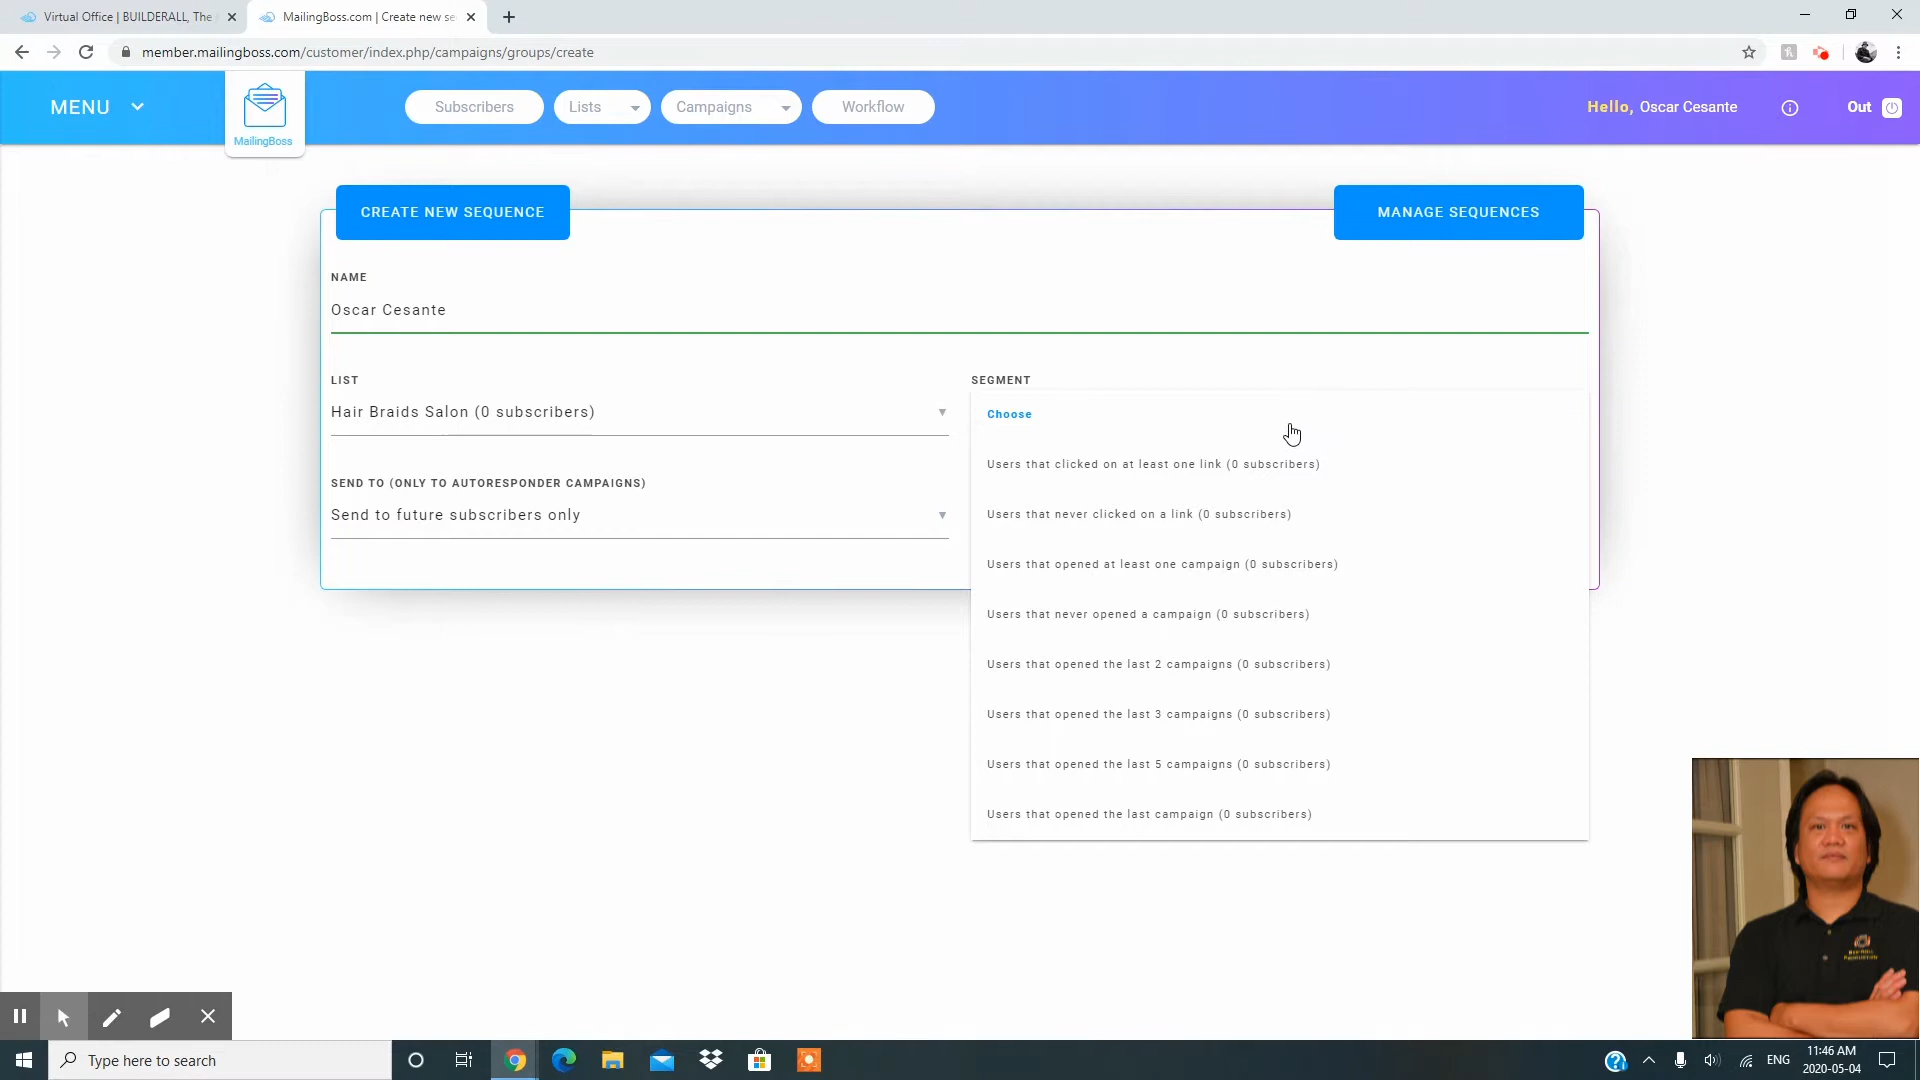 Virtual Office | BUILDERALL, The
MailingBoss.com | Create new se
member.mailingboss.com/customer/index.php/campaigns/groups/create
MENU
MailingBoss
Subscribers
Lists
Campaigns
Workflow
Hello, Oscar Cesante
Out
CREATE NEW SEQUENCE
MANAGE SEQUENCES
NAME
Oscar Cesante
LIST
Hair Braids Salon (0 subscribers)
SEND TO (ONLY TO AUTORESPONDER CAMPAIGNS)
Send to future subscribers only
SEGMENT
Choose
Users that clicked on at least one link (0 subscribers)
Users that never clicked on a link (0 subscribers)
Users that opened at least one campaign (0 subscribers)
Users that never opened a campaign (0 subscribers)
Users that opened the last 2 campaigns (0 subscribers)
Users that opened the last 3 campaigns (0 subscribers)
Users that opened the last 5 campaigns (0 subscribers)
Users that opened the last campaign (0 subscribers)
Type here to search
ENG
11:46 AM
2020-05-04